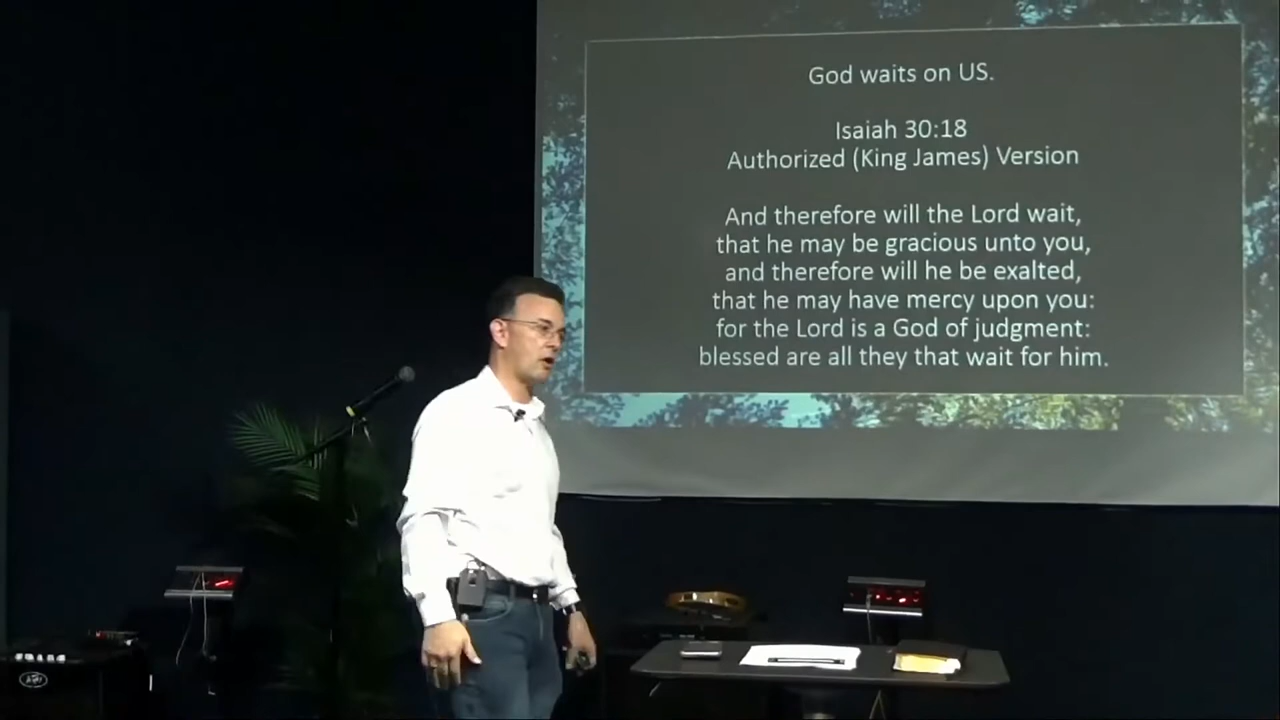 God waits on US.
Isaiah 30:18
Authorized (King James) Version
And therefore will the Lord wait,
that he may be gracious unto you,
and therefore will he be exalted,
that he may have mercy upon you:
for the Lord is a God of judgment:
blessed are all they that wait for him.